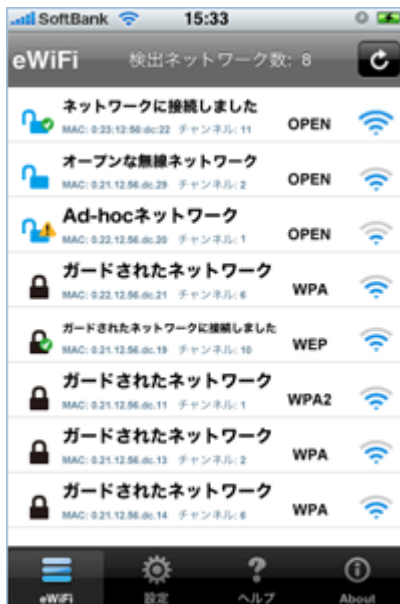 SoftBank 15:33
eWiFi 検出ネットワーク数: 8
ネットワークに接続しました
MAC: 0:23:12:56:dc:22 チャンネル: 11 OPEN
オープンな無線ネットワーク
MAC: 0.21.12.56.dc.29 チャンネル: 2 OPEN
Ad-hocネットワーク
MAC: 0.22.12.56.dc.20 チャンネル: 1 OPEN
ガードされたネットワーク
MAC: 0.22.12.56.dc.21 チャンネル: 6 WPA
ガードされたネットワークに接続しました
MAC: 0.21.12.56.dc.19 チャンネル: 10 WEP
ガードされたネットワーク
MAC: 0.21.12.56.dc.11 チャンネル: 1 WPA2
ガードされたネットワーク
MAC: 0.21.12.56.dc.13 チャンネル: 2 WPA
ガードされたネットワーク
MAC: 0.21.12.56.dc.14 チャンネル: 6 WPA
eWiFi 設定 ヘルプ About